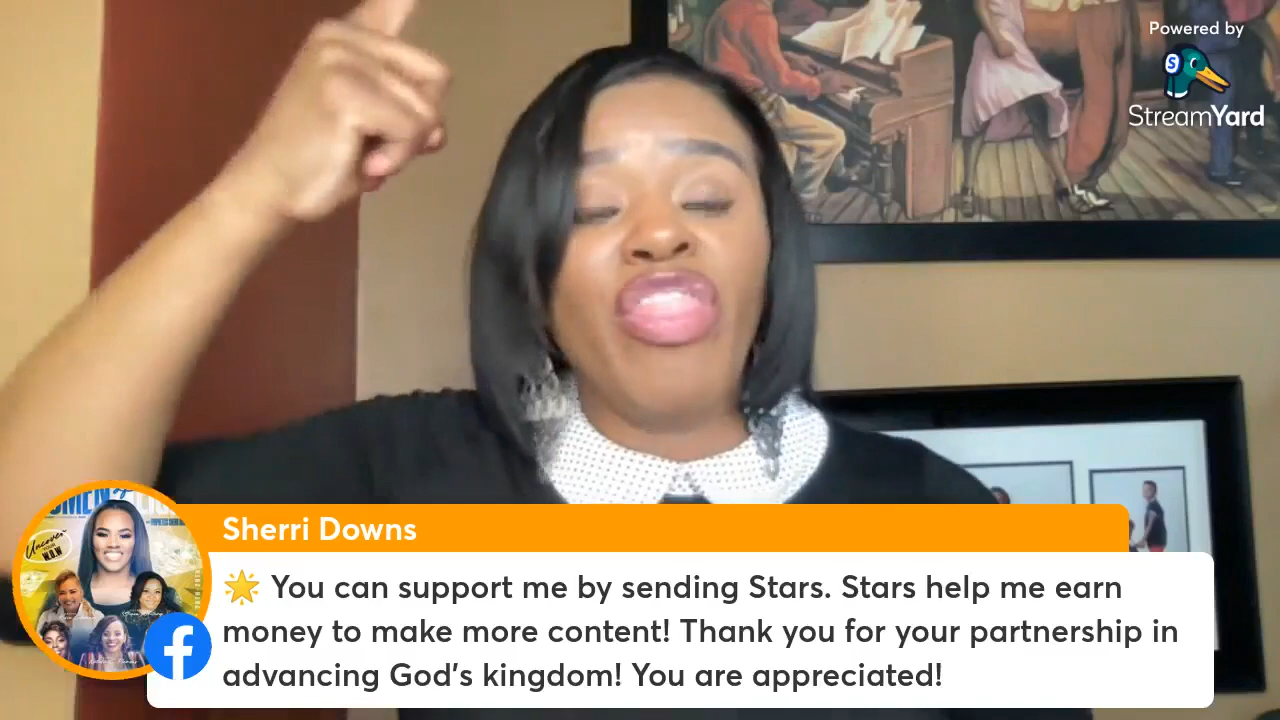 Powered by
StreamYard
Sherri Downs
🌟 You can support me by sending Stars. Stars help me earn
money to make more content! Thank you for your partnership in
advancing God's kingdom! You are appreciated!
Uncover
W.O.W